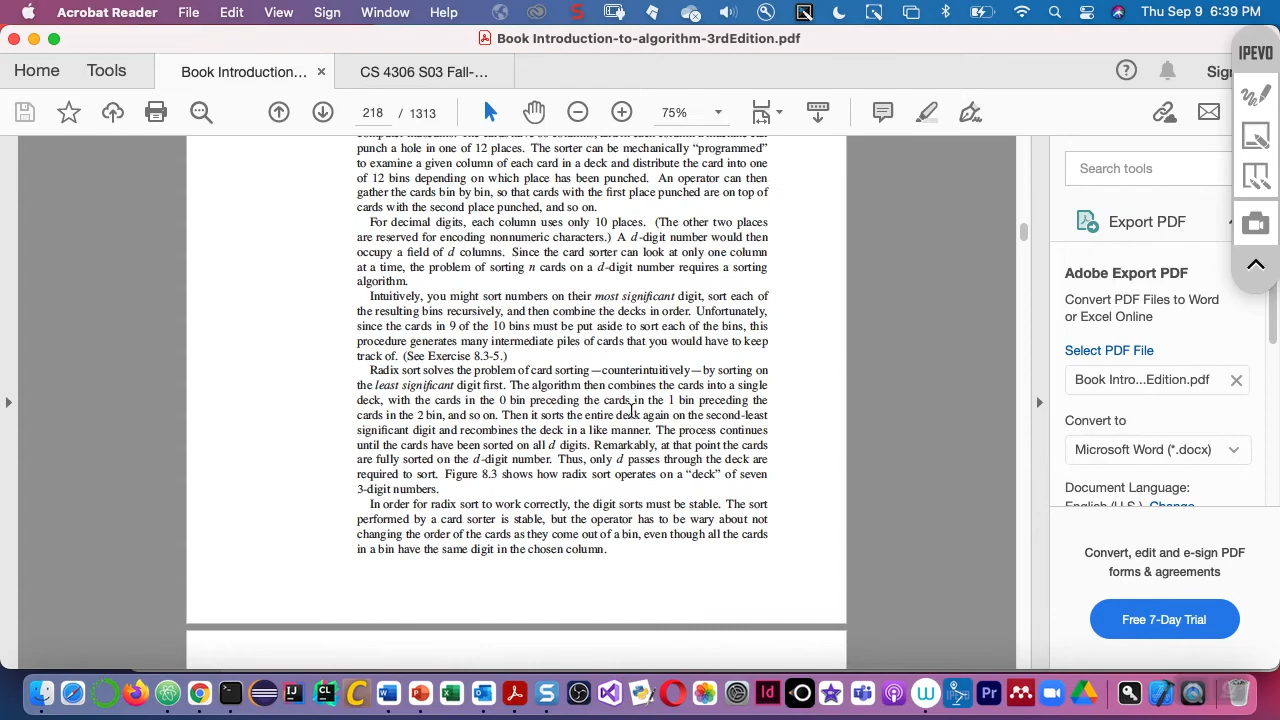 Acrobat Reader File Edit View Sign Window Help Thu Sep 9 6:39 PM
Book Introduction-to-algorithm-3rdEdition.pdf
IPEVO
Home Tools Book Introduction... × CS 4306 S03 Fall-...
218 / 1313 75%
punch a hole in one of 12 places. The sorter can be mechanically “programmed”
to examine a given column of each card in a deck and distribute the card into one
of 12 bins depending on which place has been punched. An operator can then
gather the cards bin by bin, so that cards with the first place punched are on top of
cards with the second place punched, and so on.
For decimal digits, each column uses only 10 places. (The other two places
are reserved for encoding nonnumeric characters.) A d-digit number would then
occupy a field of d columns. Since the card sorter can look at only one column
at a time, the problem of sorting n cards on a d-digit number requires a sorting
algorithm.
Intuitively, you might sort numbers on their most significant digit, sort each of
the resulting bins recursively, and then combine the decks in order. Unfortunately,
since the cards in 9 of the 10 bins must be put aside to sort each of the bins, this
procedure generates many intermediate piles of cards that you would have to keep
track of. (See Exercise 8.3-5.)
Radix sort solves the problem of card sorting—counterintuitively—by sorting on
the least significant digit first. The algorithm then combines the cards into a single
deck, with the cards in the 0 bin preceding the cards in the 1 bin preceding the
cards in the 2 bin, and so on. Then it sorts the entire deck again on the second-least
significant digit and recombines the deck in a like manner. The process continues
until the cards have been sorted on all d digits. Remarkably, at that point the cards
are fully sorted on the d-digit number. Thus, only d passes through the deck are
required to sort. Figure 8.3 shows how radix sort operates on a “deck” of seven
3-digit numbers.
In order for radix sort to work correctly, the digit sorts must be stable. The sort
performed by a card sorter is stable, but the operator has to be wary about not
changing the order of the cards as they come out of a bin, even though all the cards
in a bin have the same digit in the chosen column.
Search tools
Export PDF
Adobe Export PDF
Convert PDF Files to Word
or Excel Online
Select PDF File
Book Intro...Edition.pdf
Convert to
Microsoft Word (*.docx)
Document Language:
English (U.S.) Change
Convert, edit and e-sign PDF
forms & agreements
Free 7-Day Trial